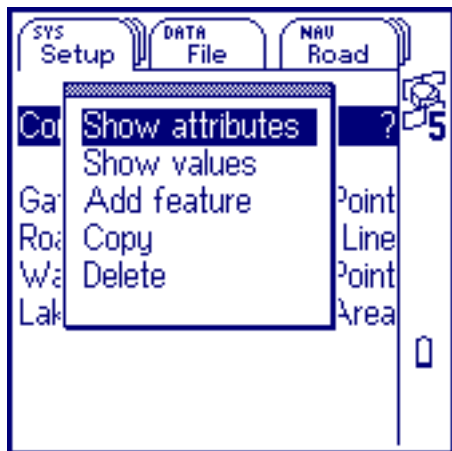 SYS DATA NAV
Setup File Road
Show attributes ?
5
Show values
Add feature Point
Copy Line
Delete Point
Area